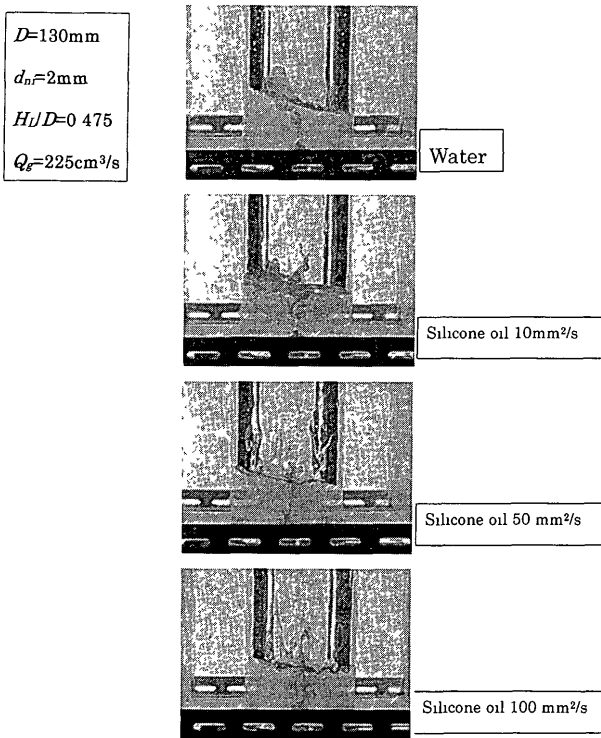 D=130mm
dni=2mm
HL/D=0 475
Qg=225cm³/s
Water
Silicone oil 10mm²/s
Silicone oil 50 mm²/s
Silicone oil 100 mm²/s